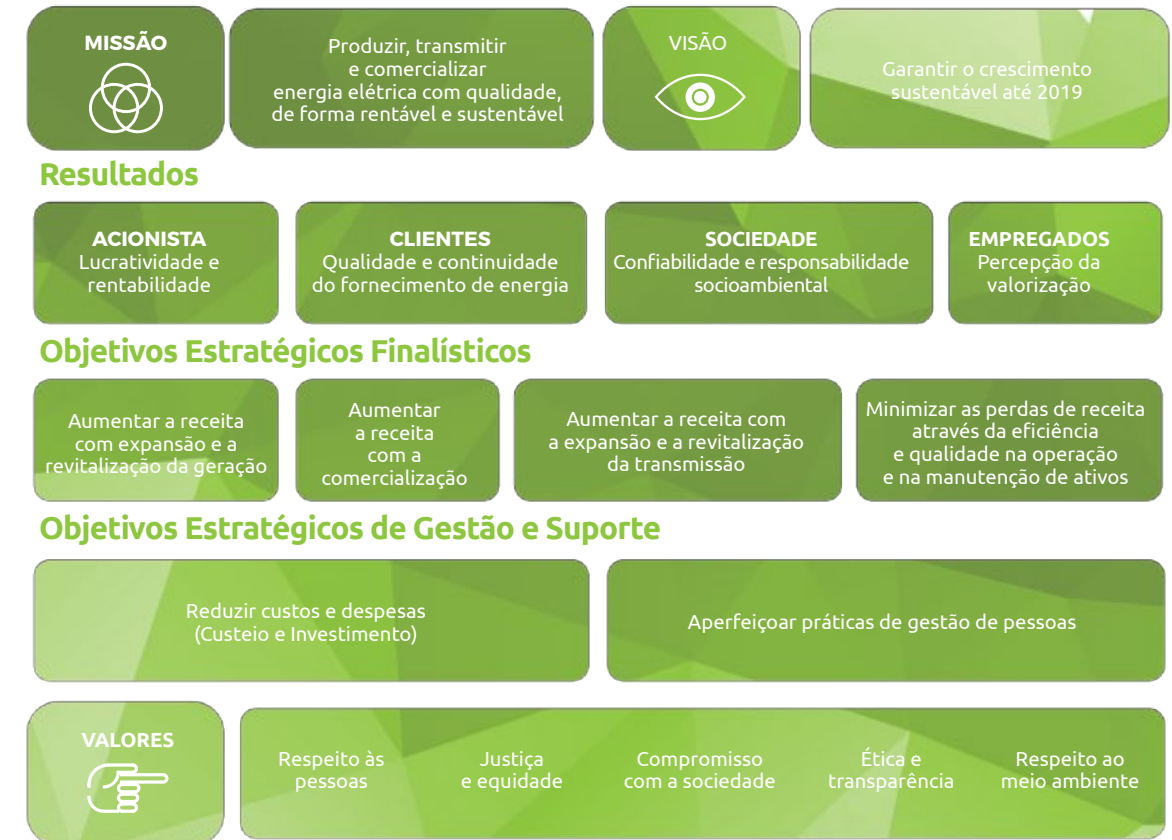 MISSÃO
Produzir, transmitir
e comercializar
energia elétrica com qualidade,
de forma rentável e sustentável
VISÃO
Garantir o crescimento
sustentável até 2019
Resultados
ACIONISTA
Lucratividade e
rentabilidade
CLIENTES
Qualidade e continuidade
do fornecimento de energia
SOCIEDADE
Confiabilidade e responsabilidade
socioambiental
EMPREGADOS
Percepção da
valorização
Objetivos Estratégicos Finalísticos
Aumentar a receita
com expansão e a
revitalização da geração
Aumentar
a receita
com a
comercialização
Aumentar a receita com
a expansão e a revitalização
da transmissão
Minimizar as perdas de receita
através da eficiência
e qualidade na operação
e na manutenção de ativos
Objetivos Estratégicos de Gestão e Suporte
Reduzir custos e despesas
(Custeio e Investimento)
Aperfeiçoar práticas de gestão de pessoas
VALORES
Respeito às
pessoas
Justiça
e equidade
Compromisso
com a sociedade
Ética e
transparência
Respeito ao
meio ambiente